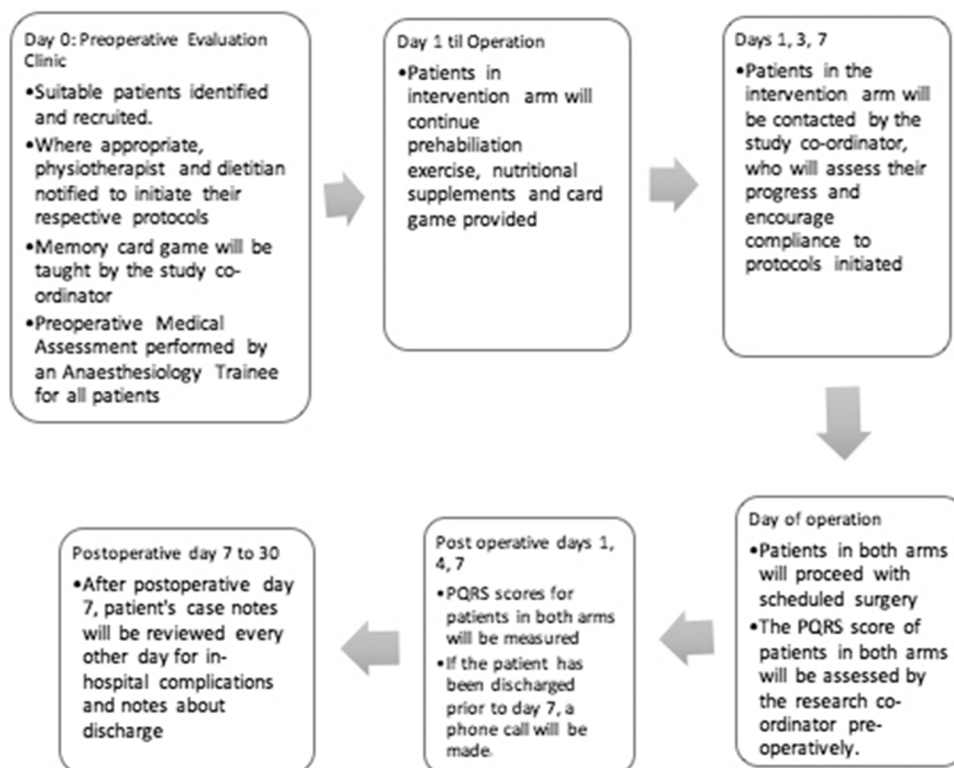 Day 0: Preoperative Evaluation
Clinic
•Suitable patients identified
and recruited.
•Where appropriate,
physiotherapist and dietitian
notified to initiate their
respective protocols
•Memory card game will be
taught by the study co-
ordinator
•Preoperative Medical
Assessment performed by
an Anaesthesiology Trainee
for all patients
Day 1 til Operation
•Patients in
intervention arm will
continue
prehabiliation
exercise, nutritional
supplements and card
game provided
Days 1, 3, 7
•Patients in the
intervention arm will
be contacted by the
study co-ordinator,
who will assess their
progress and
encourage
compliance to
protocols initiated
Day of operation
•Patients in both arms
will proceed with
scheduled surgery
•The PQRS score of
patients in both arms
will be assessed by
the research co-
ordinator pre-
operatively.
Post operative days 1,
4, 7
•PQRS scores for
patients in both arms
will be measured
•If the patient has
been discharged
prior to day 7, a
phone call will be
made.
Postoperative day 7 to 30
•After postoperative day
7, patient's case notes
will be reviewed every
other day for in-
hospital complications
and notes about
discharge